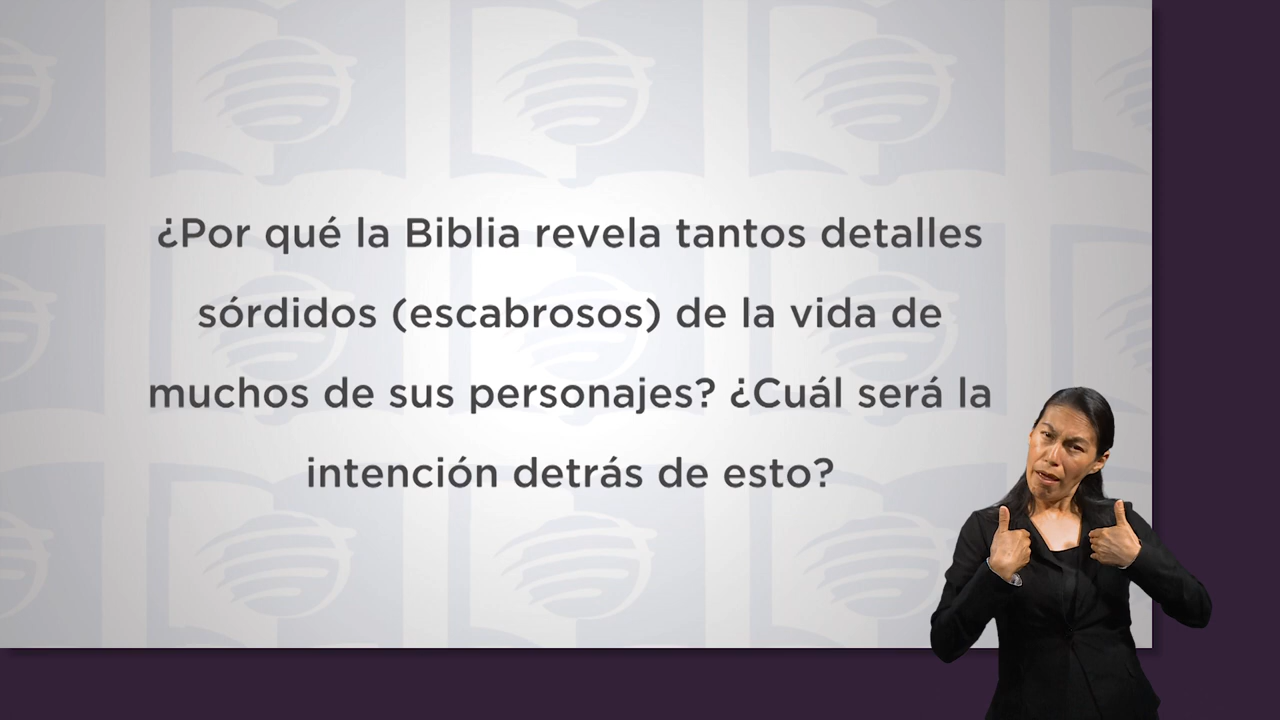 ¿Por qué la Biblia revela tantos detalles
sórdidos (escabrosos) de la vida de
muchos de sus personajes? ¿Cuál será la
intención detrás de esto?